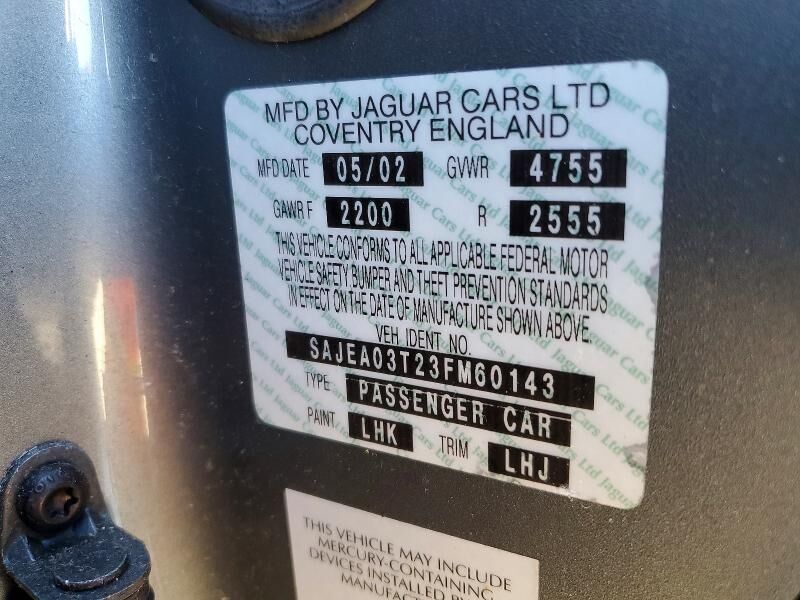 MFD BY JAGUAR CARS LTD
COVENTRY ENGLAND
MFD DATE 05/02 GVWR 4755
GAWR F 2200 R 2555
THIS VEHICLE CONFORMS TO ALL APPLICABLE FEDERAL MOTOR
VEHICLE SAFETY BUMPER AND THEFT PREVENTION STANDARDS
IN EFFECT ON THE DATE OF MANUFACTURE SHOWN ABOVE.
VEH IDENT NO.
SAJEA03T23FM60143
TYPE PASSENGER CAR
PAINT LHK TRIM LHJ
THIS VEHICLE MAY INCLUDE
MERCURY-CONTAINING
DEVICES INSTALLED BY